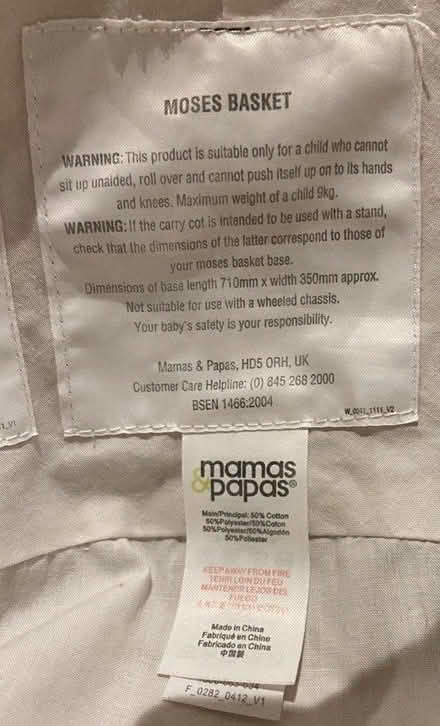 MOSES BASKET
WARNING: This product is suitable only for a child who cannot
sit up unaided, roll over and cannot push itself up on to its hands
and knees. Maximum weight of a child 9kg.
WARNING: If the carry cot is intended to be used with a stand,
check that the dimensions of the latter correspond to those of
your moses basket base.
Dimensions of base length 710mm x width 350mm approx.
Not suitable for use with a wheeled chassis.
Your baby's safety is your responsibility.
Mamas & Papas, HD5 0RH, UK
Customer Care Helpline: (0) 845 268 2000
BSEN 1466:2004
W_0041_1111_V2
1_V1
mamas
&papas®
Main/Principal: 50% Cotton
50%Polyester/50%Coton
50%Polyester/50%Algodón
50%Poliester
KEEP AWAY FROM FIRE
TENIR LOIN DU FEU
MANTENER LEJOS DEL
FUEGO
Made in China
Fabriqué en Chine
Fabricado en China
中国製
F_0282_0412_V1